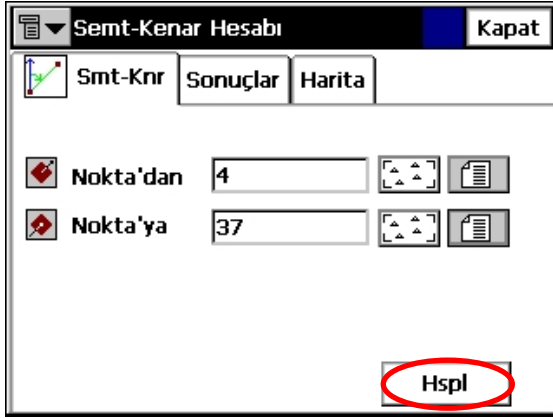 Semt-Kenar Hesabı Kapat
Smt-Knr Sonuçlar Harita
Nokta'dan 4
Nokta'ya 37
Hspl